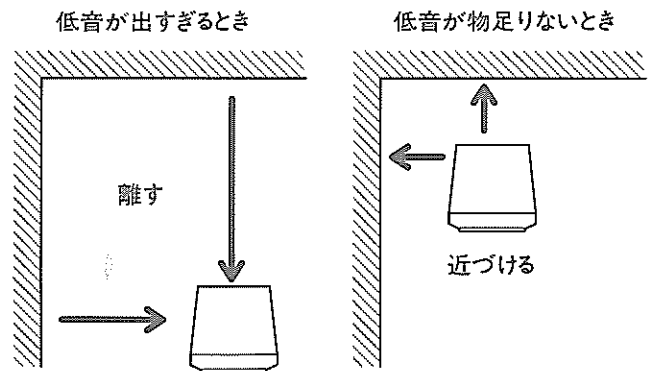 低音が出すぎるとき
低音が物足りないとき
離す
近づける